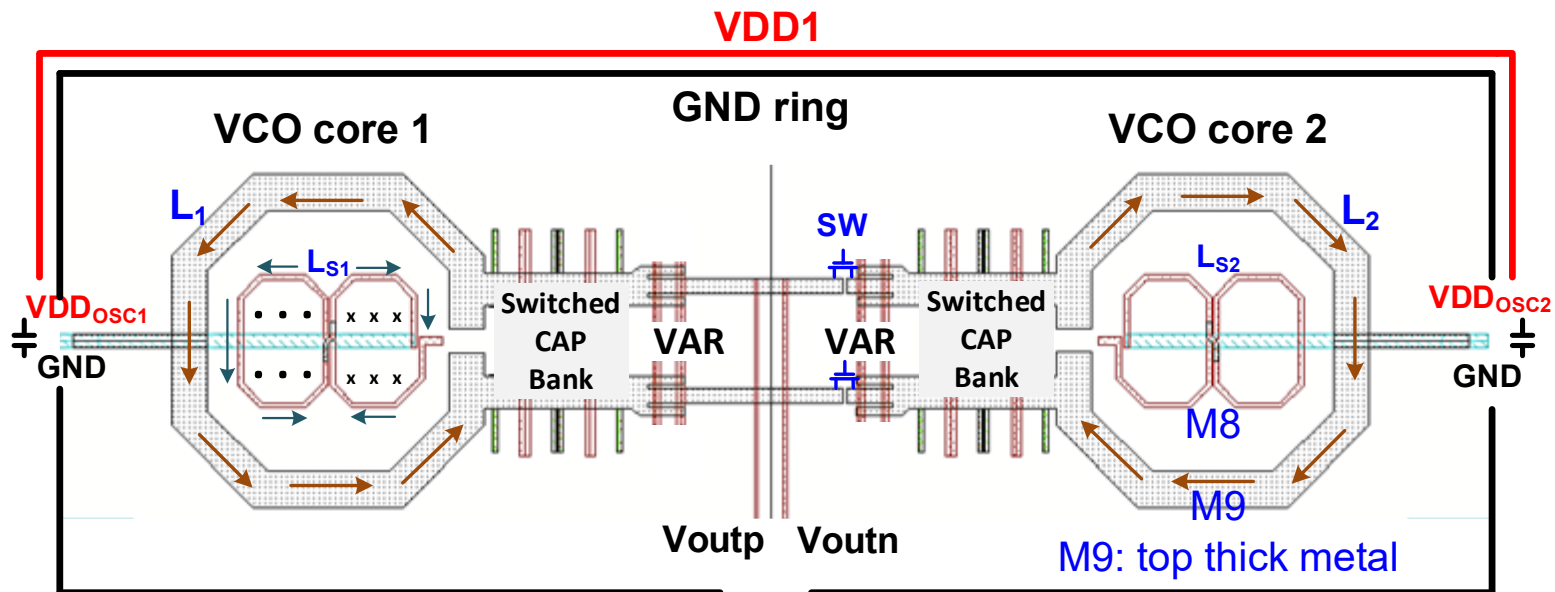 VDD1
GND ring
VCO core 1
VCO core 2
L1
LS1
SW
LS2
L2
VDDOSC1
GND
• • •
x x x
• • •
x x x
Switched
CAP
Bank
VAR
VAR
Switched
CAP
Bank
VDDOSC2
GND
M8
M9
Voutp
Voutn
M9: top thick metal